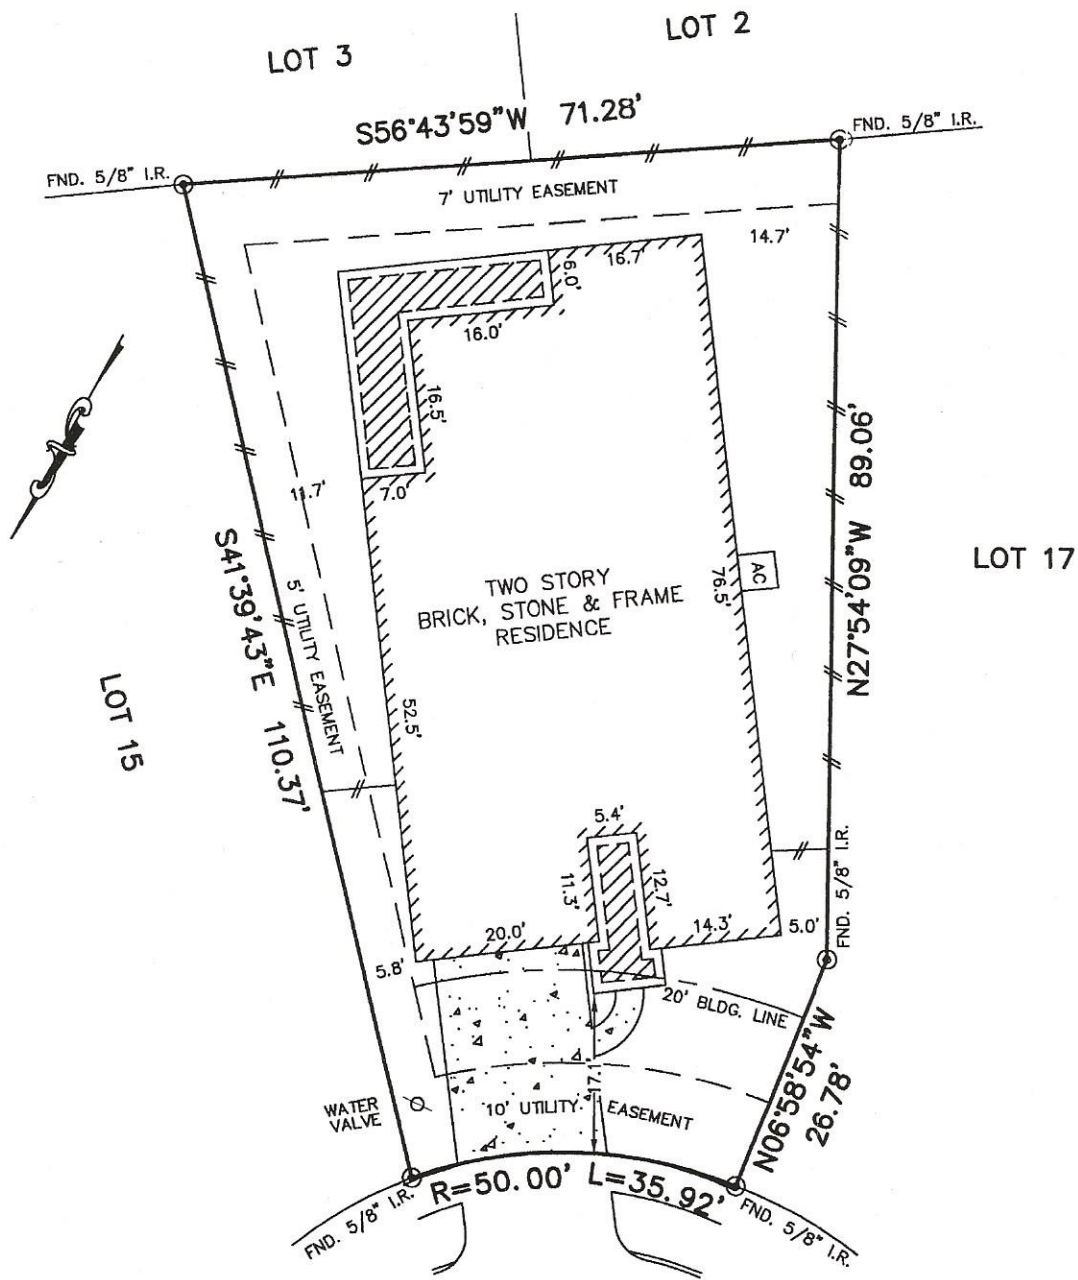 LOT 3
LOT 2
S56°43'59"W 71.28'
FND. 5/8" I.R.
FND. 5/8" I.R.
7' UTILITY EASEMENT
14.7'
16.7'
6.0'
16.0'
16.5'
7.0'
11.7'
S41°39'43"E 110.37'
5' UTILITY EASEMENT
LOT 15
TWO STORY
BRICK, STONE & FRAME
RESIDENCE
76.5'
AC
N27°54'09"W 89.06'
LOT 17
52.5'
5.4'
11.3'
12.7'
20.0'
14.3'
5.0'
FND. 5/8" I.R.
5.8'
20' BLDG. LINE
17.1'
N06°58'54"W
26.78'
WATER
VALVE
10' UTILITY EASEMENT
R=50.00' L=35.92'
FND. 5/8" I.R.
FND. 5/8" I.R.